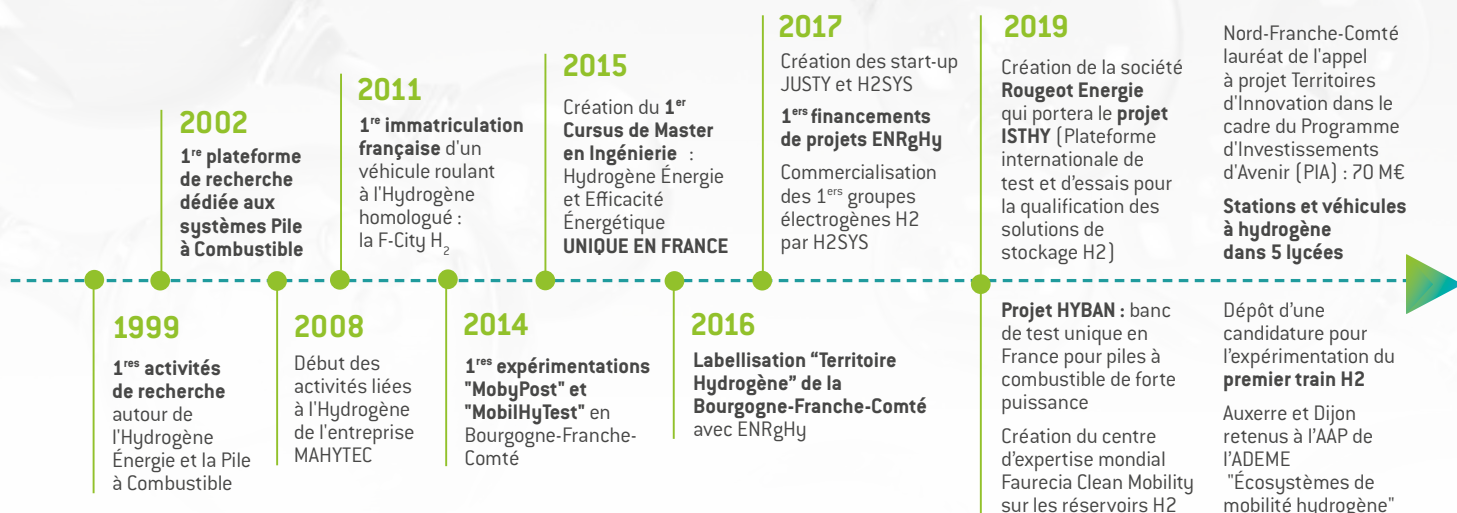 1999
1res activités
de recherche
autour de
l'Hydrogène
Énergie et la Pile
à Combustible
2002
1re plateforme
de recherche
dédiée aux
systèmes Pile
à Combustible
2008
Début des
activités liées
à l'Hydrogène
de l'entreprise
MAHYTEC
2011
1re immatriculation
française d'un
véhicule roulant
à l'Hydrogène
homologué :
la F-City H2
2014
1res expérimentations
"MobyPost" et
"MobilHyTest" en
Bourgogne-Franche-
Comté
2015
Création du 1er
Cursus de Master
en Ingénierie :
Hydrogène Énergie
et Efficacité
Énergétique
UNIQUE EN FRANCE
2016
Labellisation “Territoire
Hydrogène” de la
Bourgogne-Franche-Comté
avec ENRgHy
2017
Création des start-up
JUSTY et H2SYS
1ers financements
de projets ENRgHy
Commercialisation
des 1ers groupes
électrogènes H2
par H2SYS
2019
Création de la société
Rougeot Energie
qui portera le projet
ISTHY (Plateforme
internationale de
test et d’essais pour
la qualification des
solutions de
stockage H2)
Nord-Franche-Comté
lauréat de l'appel
à projet Territoires
d'Innovation dans le
cadre du Programme
d'Investissements
d'Avenir (PIA) : 70 M€
Stations et véhicules
à hydrogène
dans 5 lycées
Projet HYBAN : banc
de test unique en
France pour piles à
combustible de forte
puissance
Création du centre
d’expertise mondial
Faurecia Clean Mobility
sur les réservoirs H2
Dépôt d’une
candidature pour
l’expérimentation du
premier train H2
Auxerre et Dijon
retenus à l’AAP de
l’ADEME
"Écosystèmes de
mobilité hydrogène"